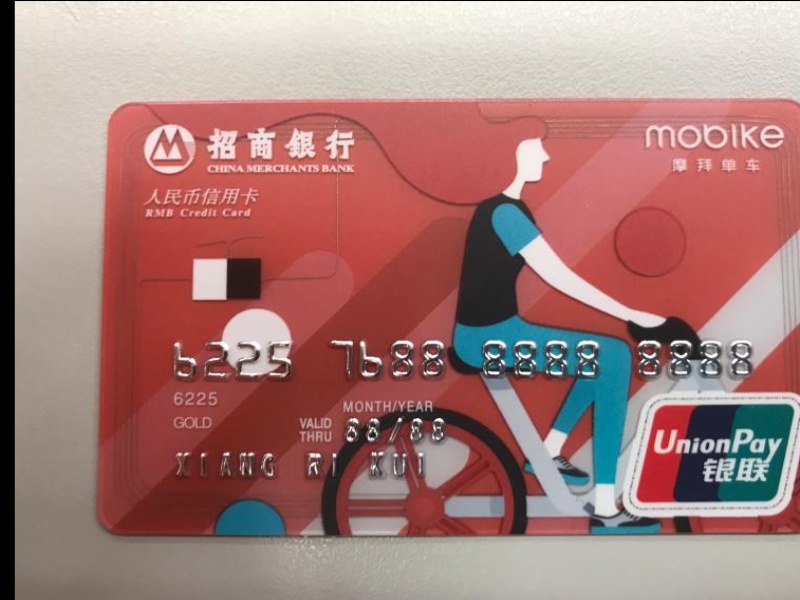 招商銀行
CHINA MERCHANTS BANK
mobike
摩拜单车
人民币信用卡
RMB Credit Card
6225 7688 8888 8888
6225
MONTH/YEAR
GOLD
VALID THRU 88/88
XIANG RI KUI
UnionPay
银联